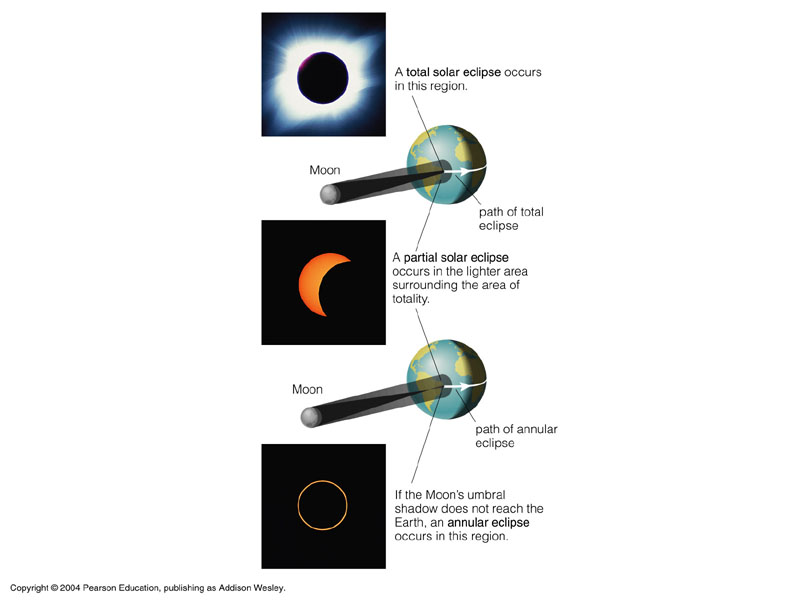 A total solar eclipse occurs
in this region.
Moon
path of total
eclipse
A partial solar eclipse
occurs in the lighter area
surrounding the area of
totality.
Moon
path of annular
eclipse
If the Moon's umbral
shadow does not reach the
Earth, an annular eclipse
occurs in this region.
Copyright © 2004 Pearson Education, publishing as Addison Wesley.